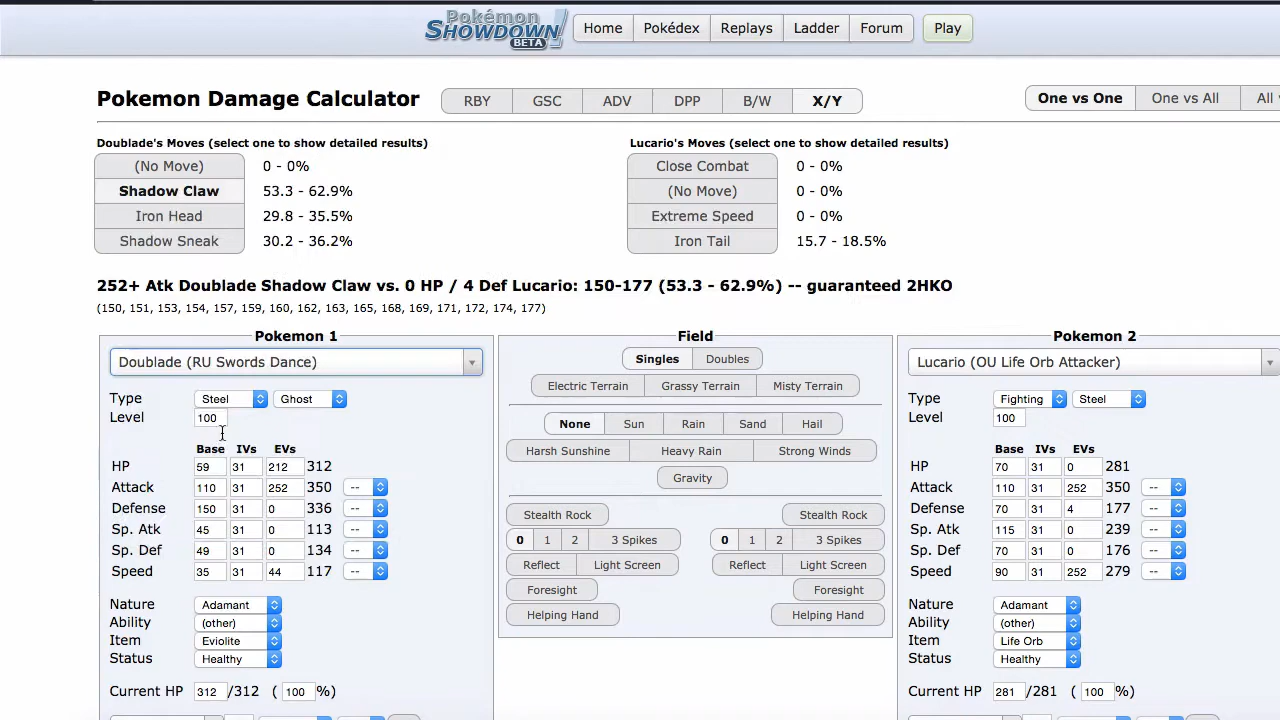 Pokémon
SHOWDOWN!
BETA
Home Pokédex Replays Ladder Forum Play
Pokemon Damage Calculator RBY GSC ADV DPP B/W X/Y One vs One One vs All All
Doublade's Moves (select one to show detailed results) Lucario's Moves (select one to show detailed results)
(No Move) 0 - 0% Close Combat 0 - 0%
Shadow Claw 53.3 - 62.9% (No Move) 0 - 0%
Iron Head 29.8 - 35.5% Extreme Speed 0 - 0%
Shadow Sneak 30.2 - 36.2% Iron Tail 15.7 - 18.5%
252+ Atk Doublade Shadow Claw vs. 0 HP / 4 Def Lucario: 150-177 (53.3 - 62.9%) -- guaranteed 2HKO
(150, 151, 153, 154, 157, 159, 160, 162, 163, 165, 168, 169, 171, 172, 174, 177)
Pokemon 1
Doublade (RU Swords Dance)
Type Steel Ghost
Level 100
Base IVs EVs
HP 59 31 212 312
Attack 110 31 252 350 --
Defense 150 31 0 336 --
Sp. Atk 45 31 0 113 --
Sp. Def 49 31 0 134 --
Speed 35 31 44 117 --
Nature Adamant
Ability (other)
Item Eviolite
Status Healthy
Current HP 312 /312 ( 100 %)
Field
Singles Doubles
Electric Terrain Grassy Terrain Misty Terrain
None Sun Rain Sand Hail
Harsh Sunshine Heavy Rain Strong Winds
Gravity
Stealth Rock Stealth Rock
0 1 2 3 Spikes 0 1 2 3 Spikes
Reflect Light Screen Reflect Light Screen
Foresight Foresight
Helping Hand Helping Hand
Pokemon 2
Lucario (OU Life Orb Attacker)
Type Fighting Steel
Level 100
Base IVs EVs
HP 70 31 0 281
Attack 110 31 252 350 --
Defense 70 31 4 177 --
Sp. Atk 115 31 0 239 --
Sp. Def 70 31 0 176 --
Speed 90 31 252 279 --
Nature Adamant
Ability (other)
Item Life Orb
Status Healthy
Current HP 281 /281 ( 100 %)